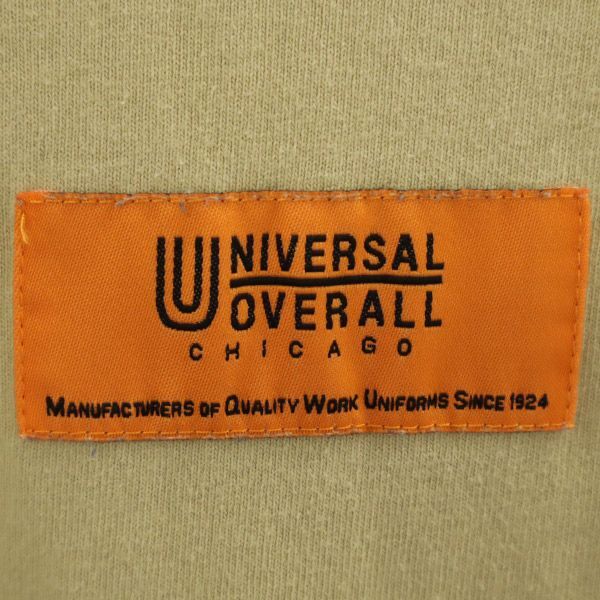 UNIVERSAL
OVERALL
CHICAGO
MANUFACTURERS OF QUALITY WORK UNIFORMS SINCE 1924